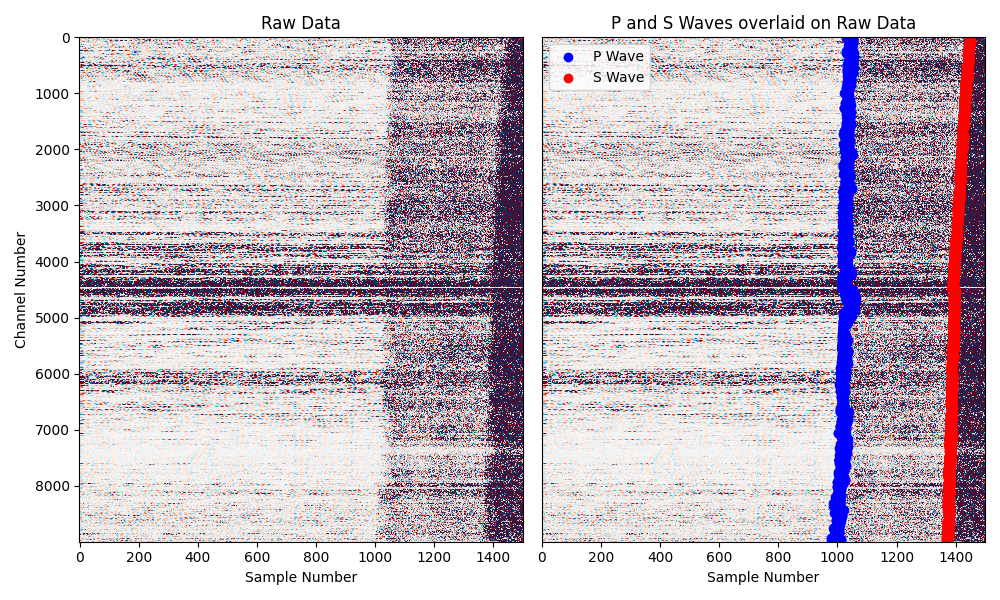 Raw Data
Channel Number
0
1000
2000
3000
4000
5000
6000
7000
8000
0 200 400 600 800 1000 1200 1400
Sample Number
P and S Waves overlaid on Raw Data
P Wave
S Wave
0 200 400 600 800 1000 1200 1400
Sample Number